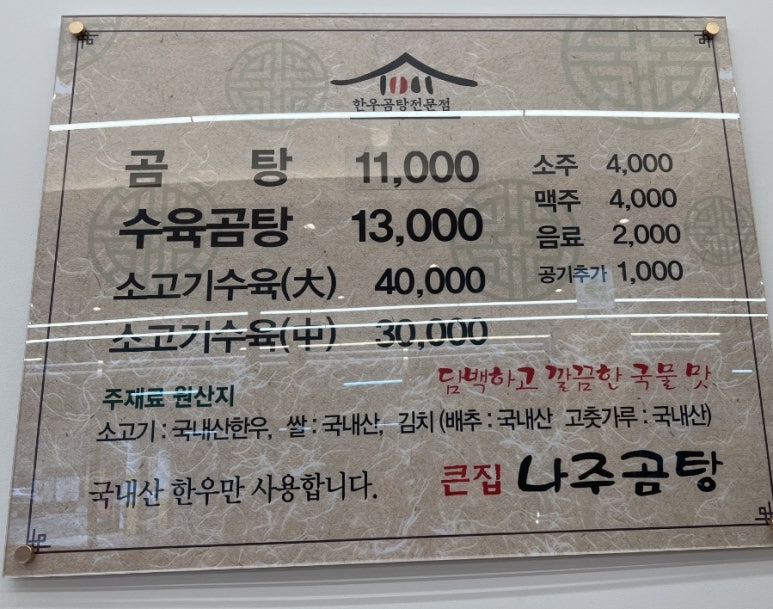 한우곰탕전문점
곰탕 11,000
수육곰탕 13,000
소고기수육(大) 40,000
소고기수육(中) 30,000
소주 4,000
맥주 4,000
음료 2,000
공기추가 1,000
담백하고 깔끔한 국물 맛
주재료 원산지
소고기 : 국내산한우, 쌀 : 국내산, 김치 (배추 : 국내산 고춧가루 : 국내산)
국내산 한우만 사용합니다.
큰집 나주곰탕